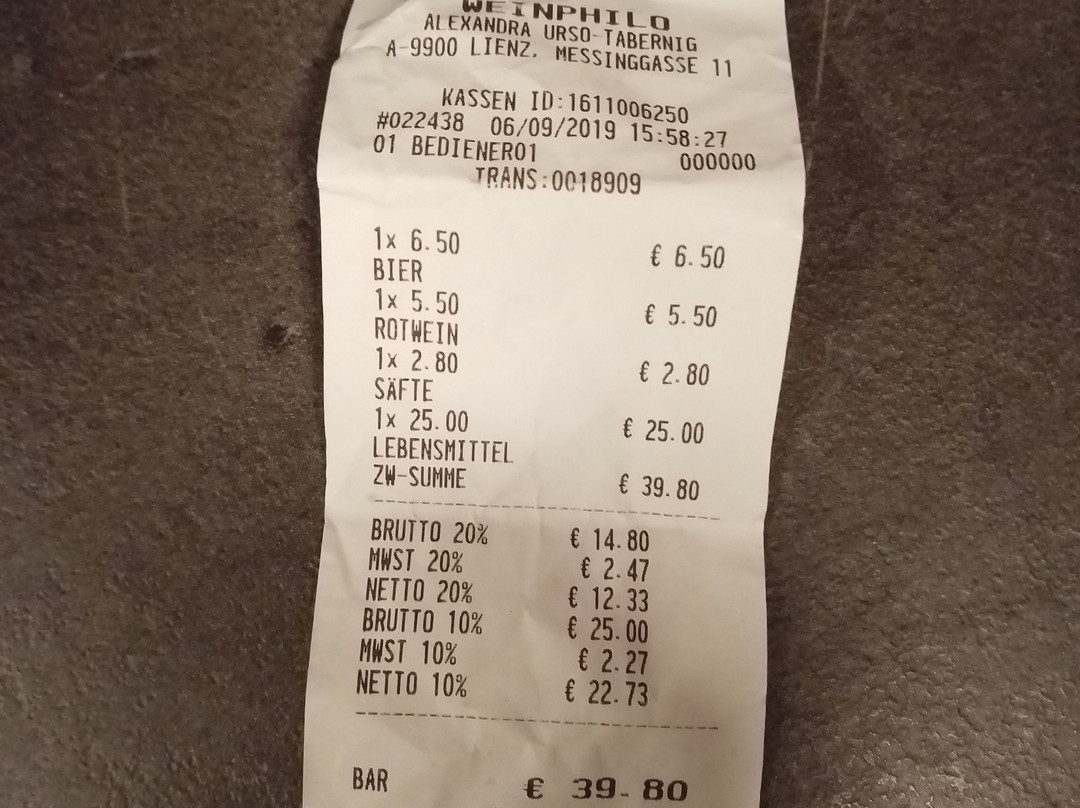 WEINPHILO
ALEXANDRA URSO-TABERNIG
A-9900 LIENZ, MESSINGGASSE 11
KASSEN ID:1611006250
#022438 06/09/2019 15:58:27
01 BEDIENER01 000000
TRANS:0018909
1x 6.50 € 6.50
BIER
1x 5.50 € 5.50
ROTWEIN
1x 2.80 € 2.80
SÄFTE
1x 25.00 € 25.00
LEBENSMITTEL
ZW-SUMME € 39.80
BRUTTO 20% € 14.80
MWST 20% € 2.47
NETTO 20% € 12.33
BRUTTO 10% € 25.00
MWST 10% € 2.27
NETTO 10% € 22.73
BAR € 39.80